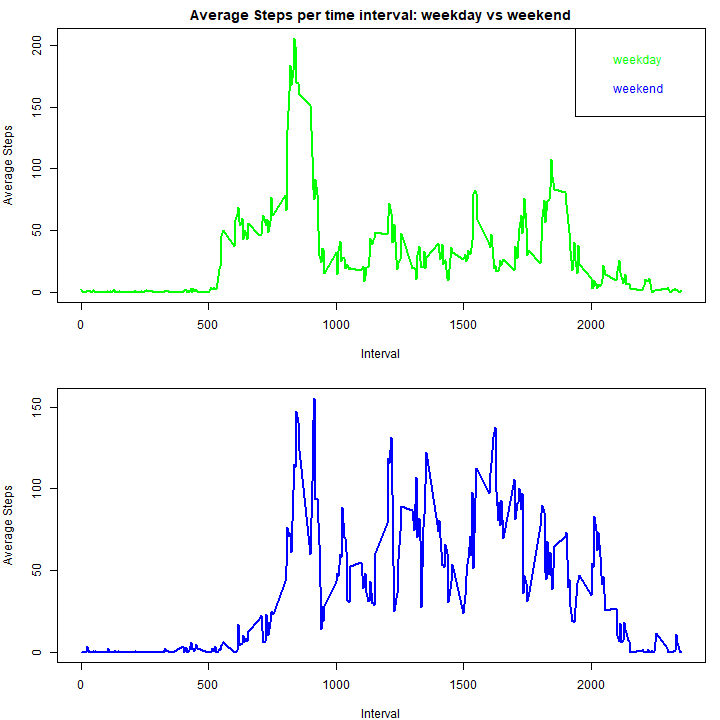 Average Steps per time interval: weekday vs weekend
Average Steps
200
150
100
50
0
weekday
weekend
0 500 1000 1500 2000
Interval
Average Steps
150
100
50
0
0 500 1000 1500 2000
Interval